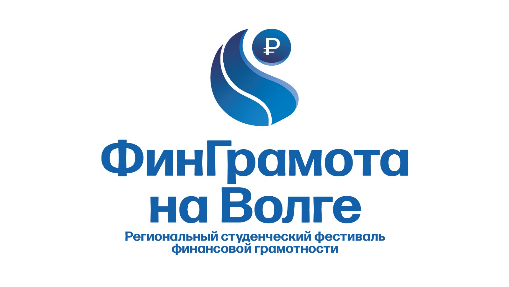 ₽
ФинГрамота
на Волге
Региональный студенческий фестиваль
финансовой грамотности